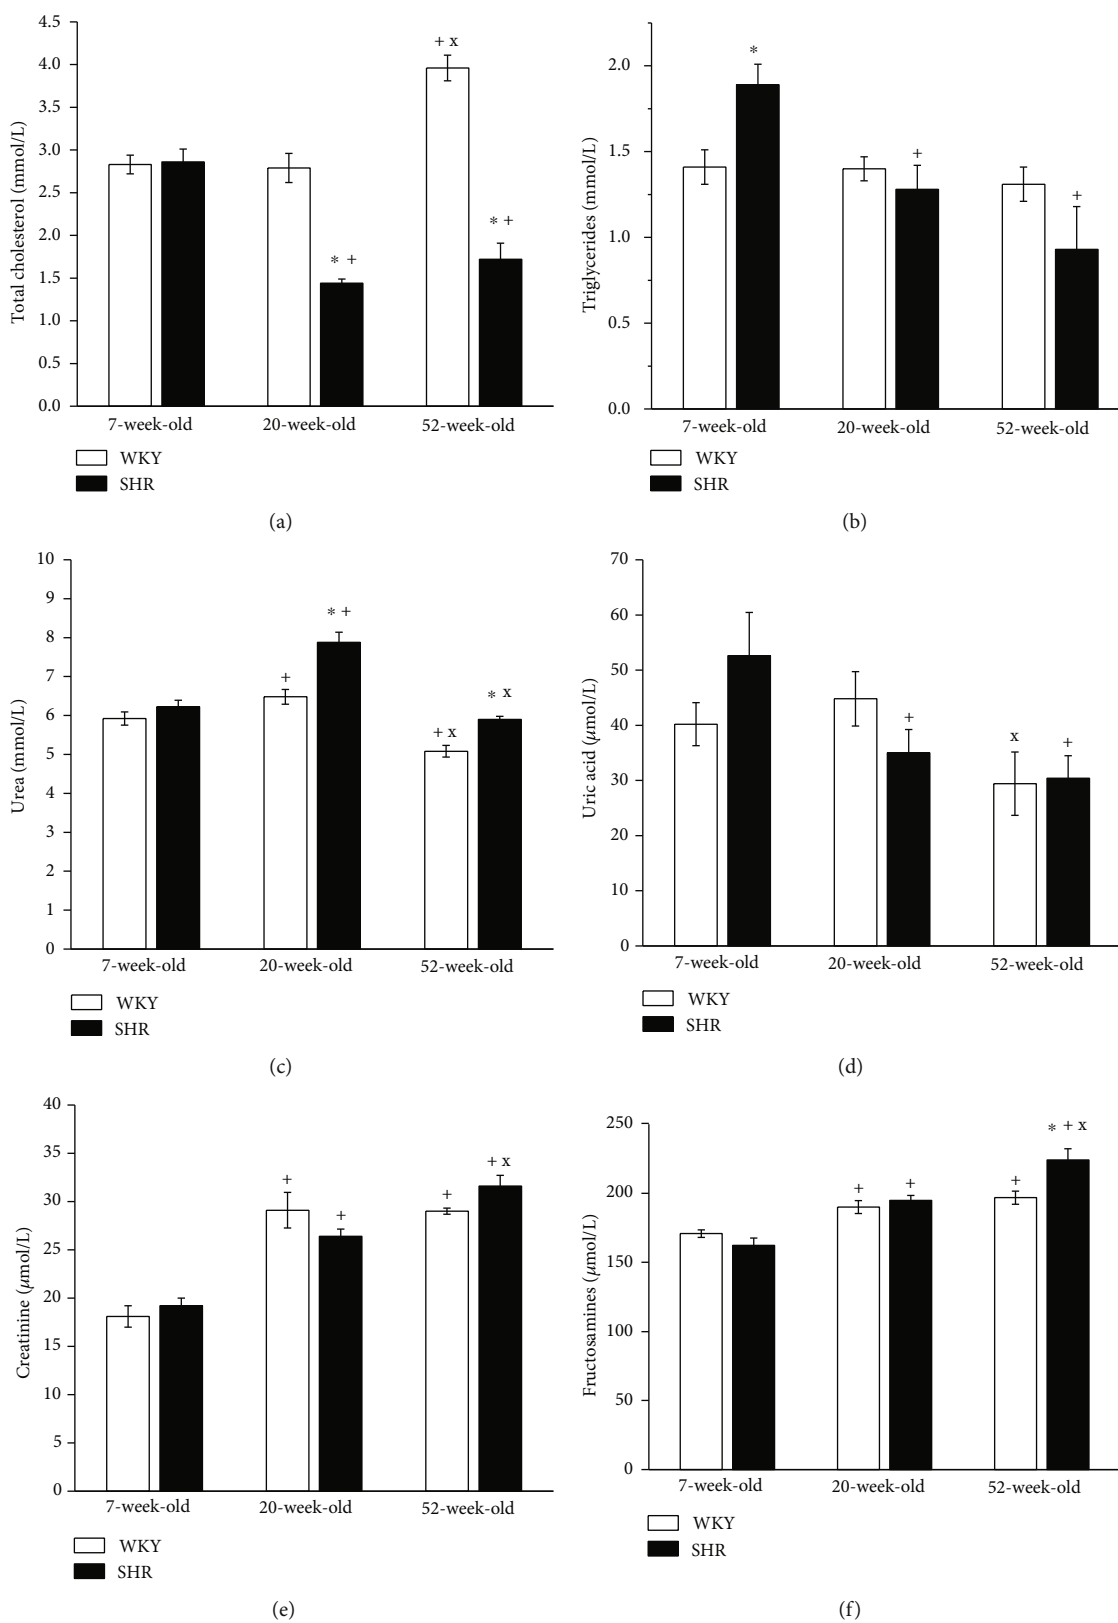 4.5
4.0
3.5
3.0
2.5
2.0
1.5
1.0
0.5
0.0
Total cholesterol (mmol/L)
+ x
* +
* +
7-week-old 20-week-old 52-week-old
WKY
SHR
(a)
2.0
1.5
1.0
0.5
0.0
Triglycerides (mmol/L)
*
+
+
7-week-old 20-week-old 52-week-old
WKY
SHR
(b)
10
9
8
7
6
5
4
3
2
1
0
Urea (mmol/L)
* +
+
* x
+ x
7-week-old 20-week-old 52-week-old
WKY
SHR
(c)
70
60
50
40
30
20
10
0
Uric acid (μmol/L)
+
x
+
7-week-old 20-week-old 52-week-old
WKY
SHR
(d)
40
35
30
25
20
15
10
5
0
Creatinine (μmol/L)
+
+
+
+ x
7-week-old 20-week-old 52-week-old
WKY
SHR
(e)
250
200
150
100
50
0
Fructosamines (μmol/L)
+
+
+
* + x
7-week-old 20-week-old 52-week-old
WKY
SHR
(f)